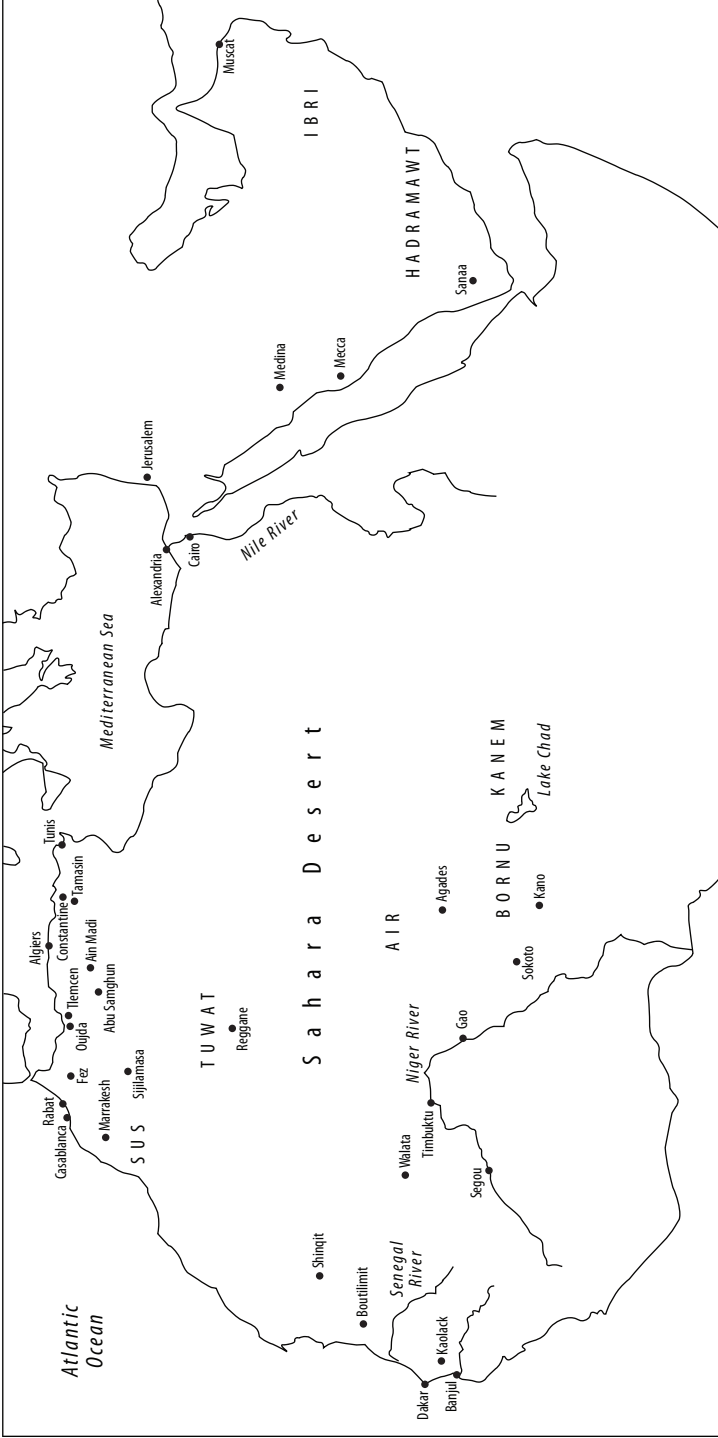 Atlantic
Ocean
Casablanca
Rabat
Marrakesh
Fez
SUS
Sijilamasa
Oujda
Tlemcen
Abu Samghun
Ain Madi
Algiers
Constantine
Tamasin
Tunis
Mediterranean Sea
Alexandria
Cairo
Jerusalem
Nile River
Medina
Mecca
Muscat
IBRI
HADRAMAWT
Sanaa
TUWAT
Reggane
Sahara Desert
Shinqit
Boutilimit
Senegal
River
Dakar
Kaolack
Banjul
Walata
Timbuktu
Segou
Niger River
Gao
AIR
Agades
Sokoto
BORNU
Kano
KANEM
Lake Chad